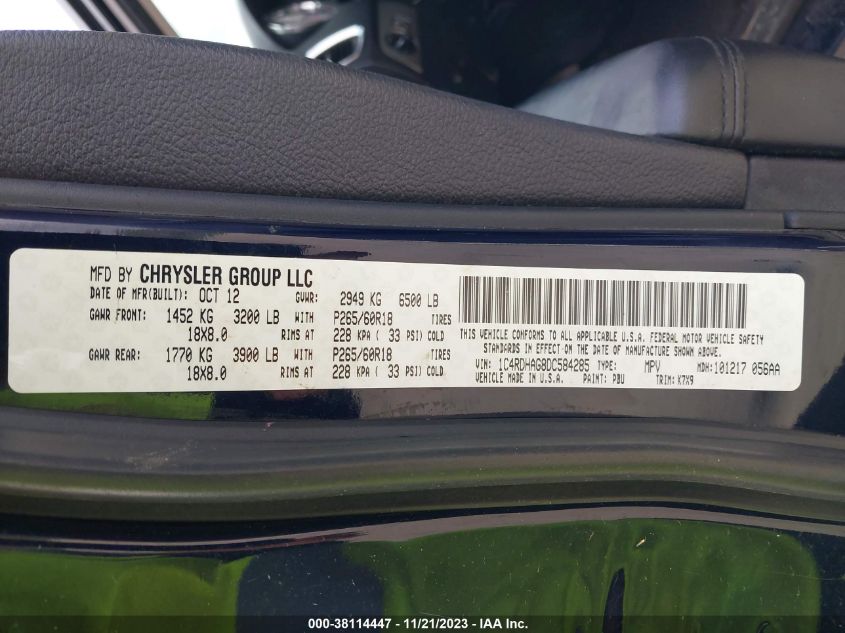 MFD BY CHRYSLER GROUP LLC
DATE OF MFR(BUILT): OCT 12 GVWR: 2949 KG 6500 LB
GAWR FRONT: 1452 KG 3200 LB WITH P265/60R18 TIRES
18X8.0 RIMS AT 228 KPA ( 33 PSI) COLD
GAWR REAR: 1770 KG 3900 LB WITH P265/60R18 TIRES
18X8.0 RIMS AT 228 KPA ( 33 PSI) COLD
THIS VEHICLE CONFORMS TO ALL APPLICABLE U.S.A. FEDERAL MOTOR VEHICLE SAFETY
STANDARDS IN EFFECT ON THE DATE OF MANUFACTURE SHOWN ABOVE.
VIN: 1C4RDHAG8DC584285 TYPE: MPV MDH: 101217 056AA
VEHICLE MADE IN U.S.A. PAINT: PBU TRIM: K7X9
000-38114447 - 11/21/2023 - IAA Inc.